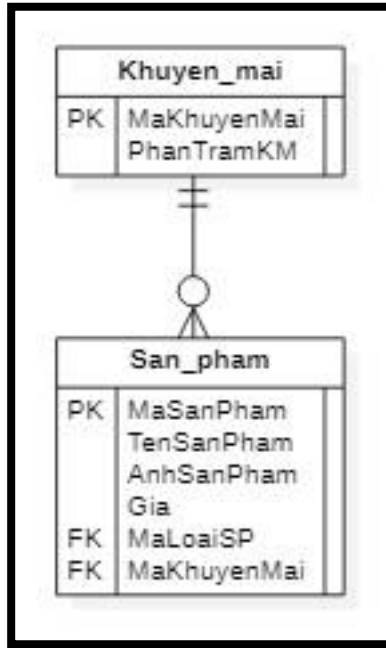 Khuyen_mai
PK MaKhuyenMai
PhanTramKM
San_pham
PK MaSanPham
TenSanPham
AnhSanPham
Gia
FK MaLoaiSP
FK MaKhuyenMai